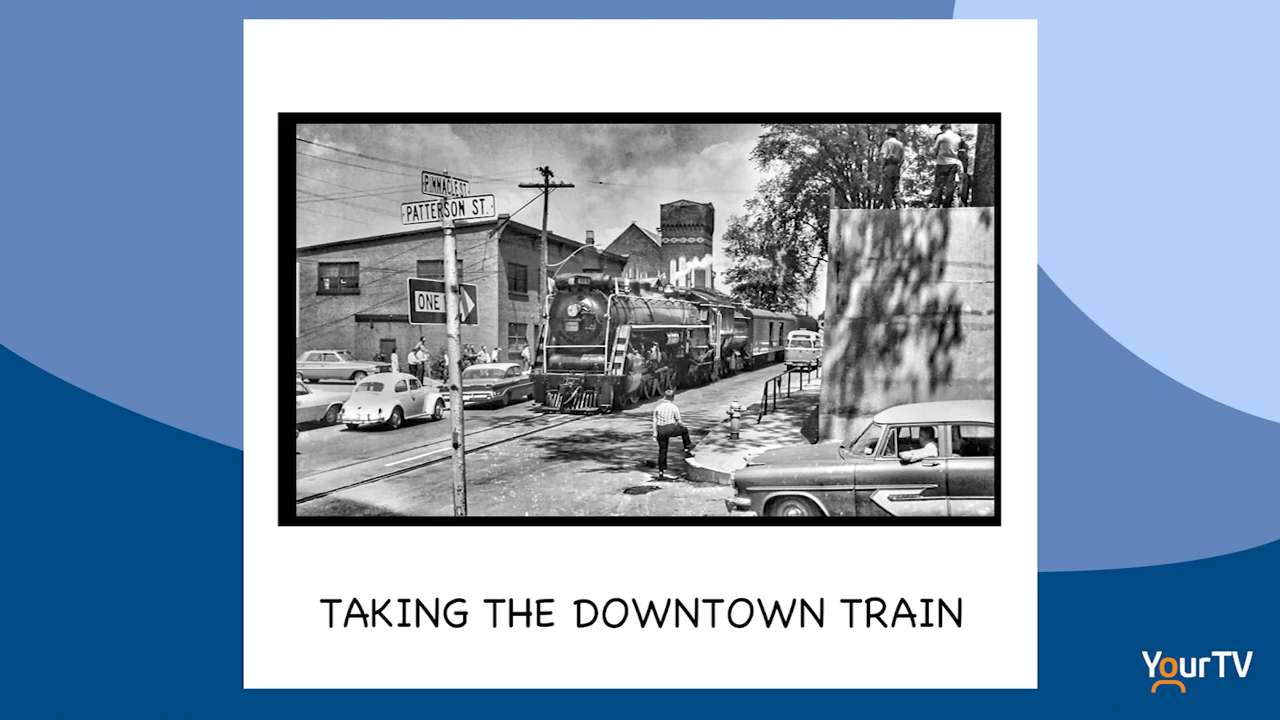 PINNACLE ST.
PATTERSON ST.
ONE
TAKING THE DOWNTOWN TRAIN
YourTV